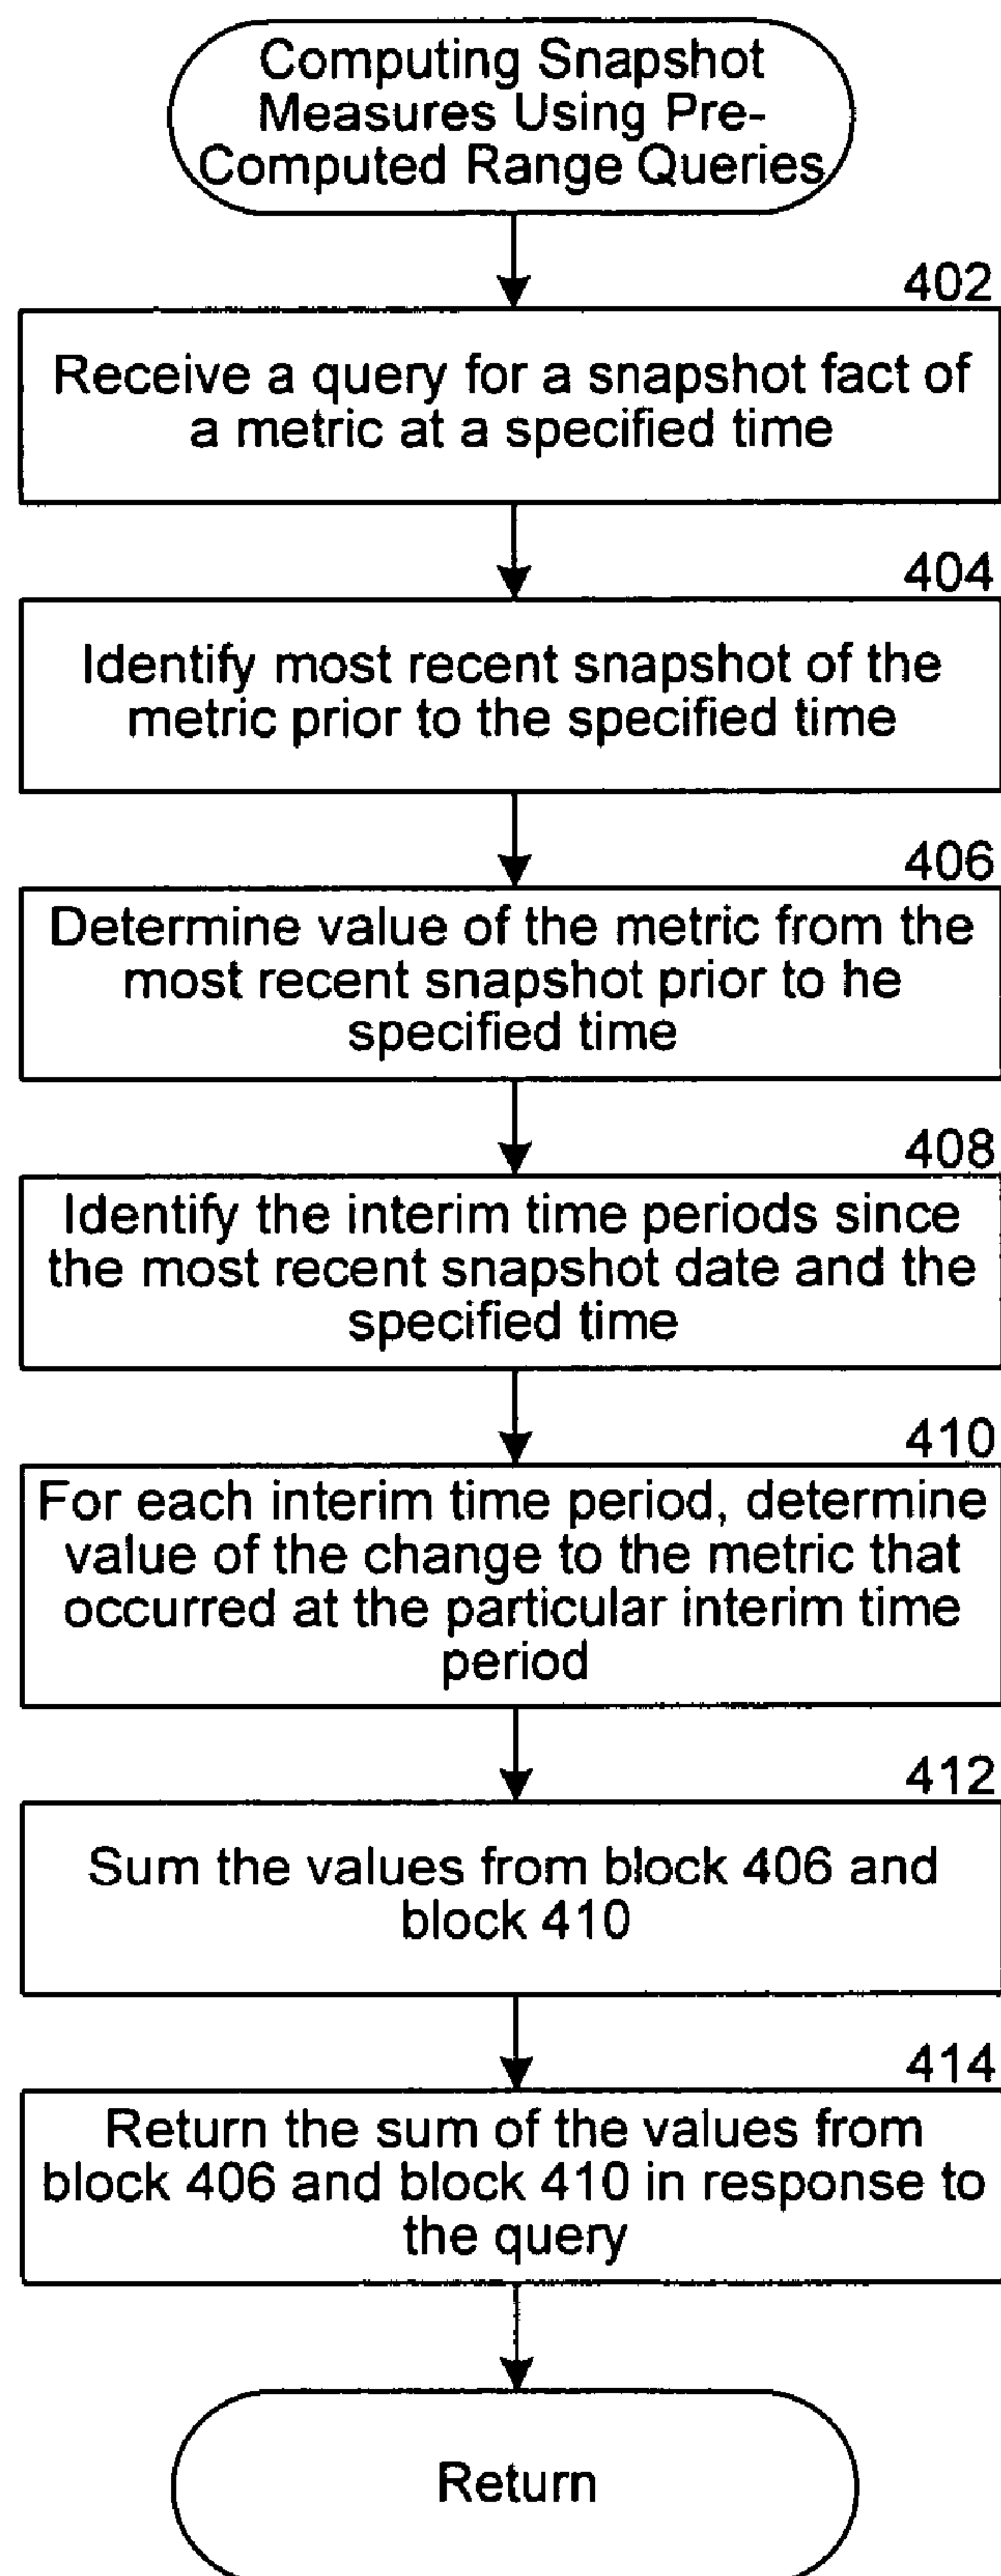 Computing Snapshot
Measures Using Pre-
Computed Range Queries
402
Receive a query for a snapshot fact of
a metric at a specified time
404
Identify most recent snapshot of the
metric prior to the specified time
406
Determine value of the metric from the
most recent snapshot prior to he
specified time
408
Identify the interim time periods since
the most recent snapshot date and the
specified time
410
For each interim time period, determine
value of the change to the metric that
occurred at the particular interim time
period
412
Sum the values from block 406 and
block 410
414
Return the sum of the values from
block 406 and block 410 in response to
the query
Return